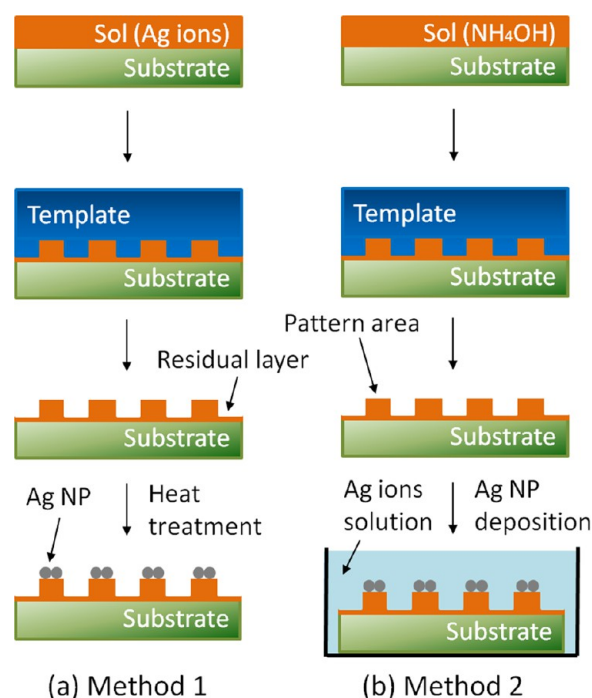 Sol (Ag ions)
Substrate
Template
Substrate
Residual layer
Substrate
Ag NP
Heat
treatment
Substrate
(a) Method 1
Sol (NH₄OH)
Substrate
Template
Substrate
Pattern area
Substrate
Ag ions
solution
Ag NP
deposition
Substrate
(b) Method 2